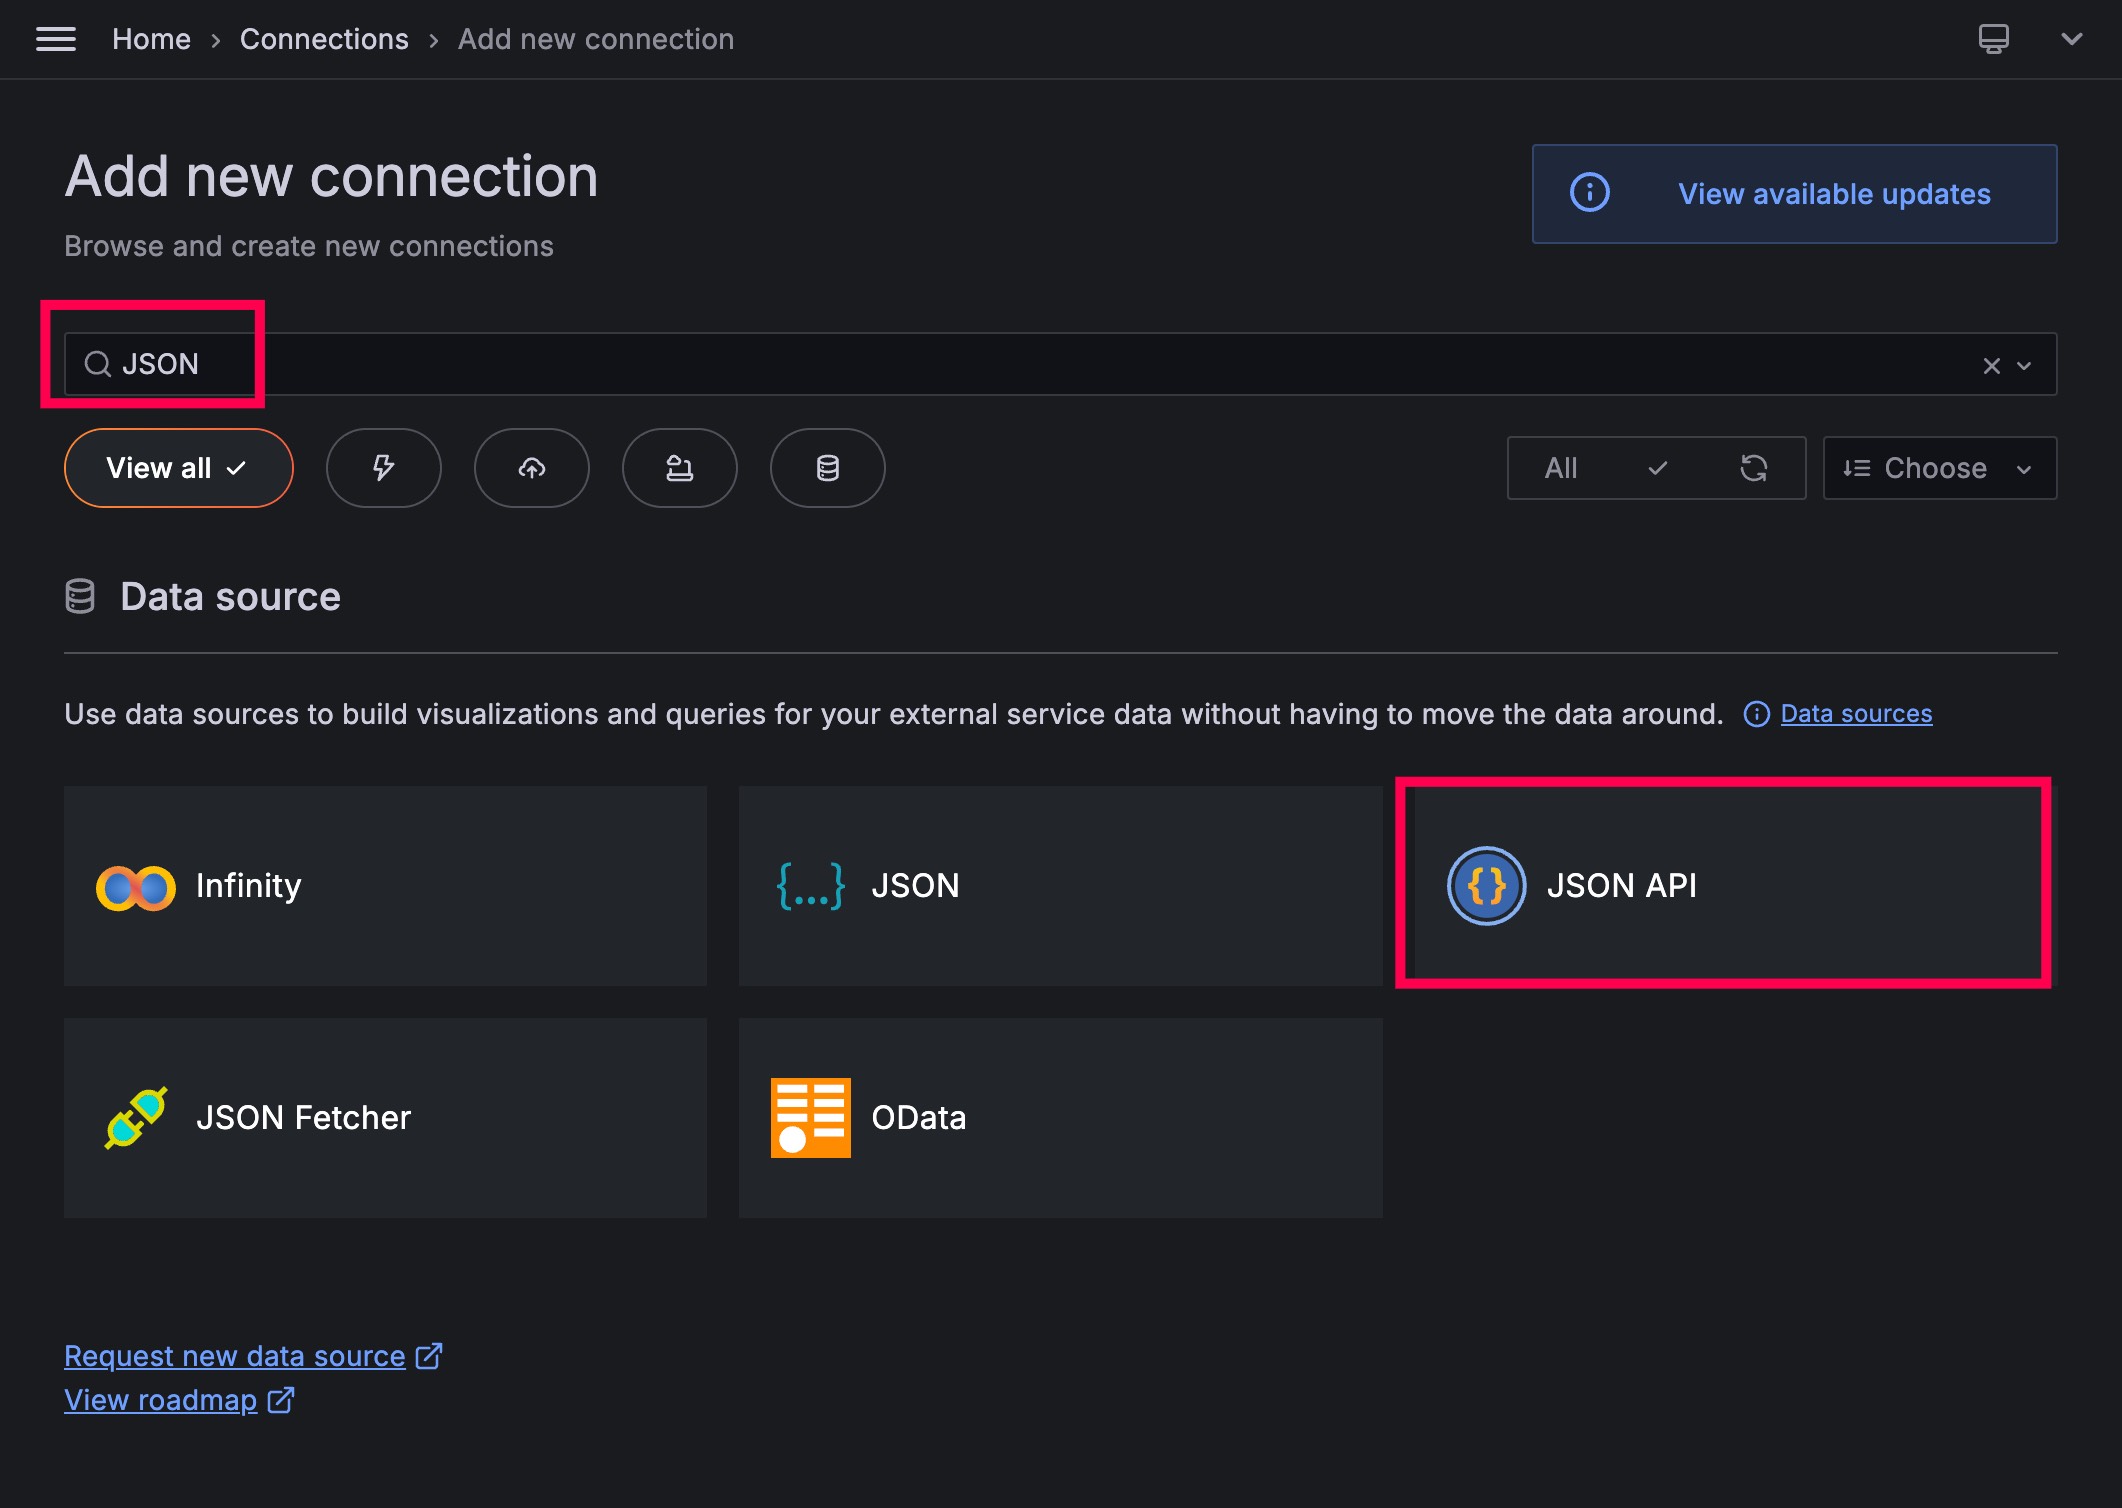 Home › Connections › Add new connection
Add new connection
View available updates
Browse and create new connections
JSON
View all
All
Choose
Data source
Use data sources to build visualizations and queries for your external service data without having to move the data around. Data sources
Infinity
{...} JSON
{} JSON API
JSON Fetcher
OData
Request new data source
View roadmap